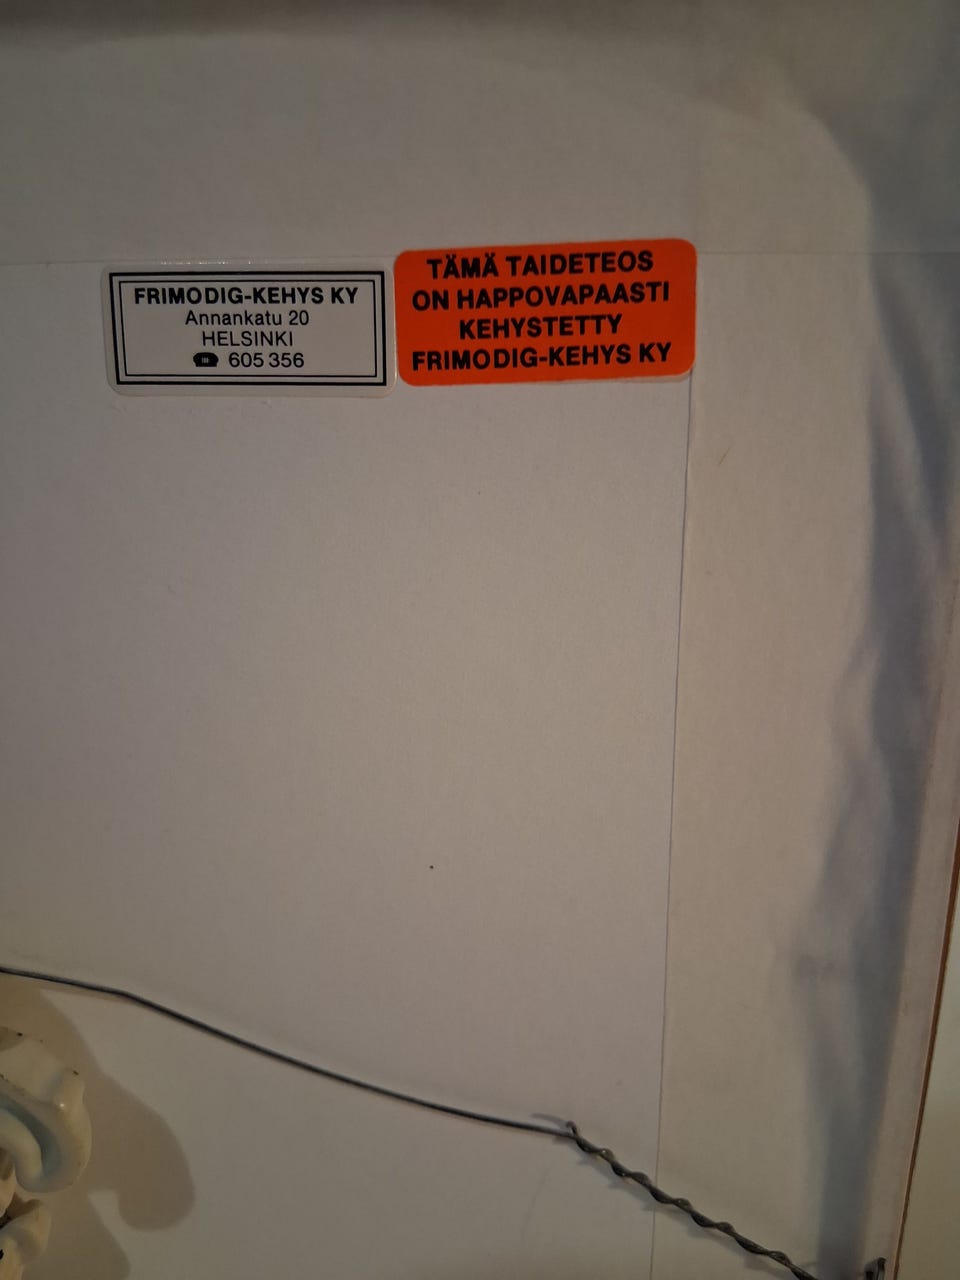 FRIMODIG-KEHYS KY
Annankatu 20
HELSINKI
☎ 605 356
TÄMÄ TAIDETEOS
ON HAPPOVAPAASTI
KEHYSTETTY
FRIMODIG-KEHYS KY